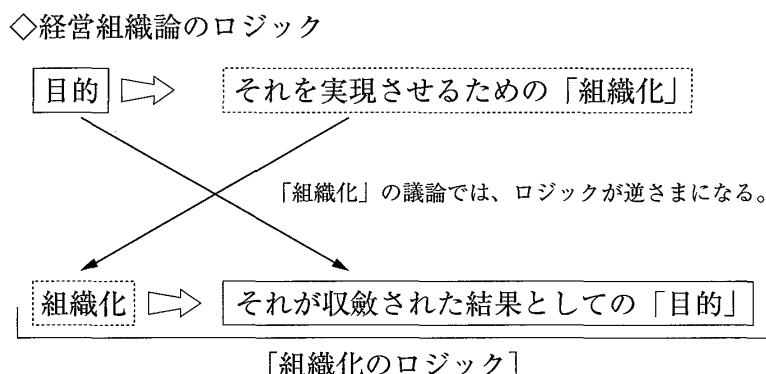 ◇経営組織論のロジック
目的 それを実現させるための「組織化」
「組織化」の議論では、ロジックが逆さまになる。
組織化 それが収斂された結果としての「目的」
[組織化のロジック]